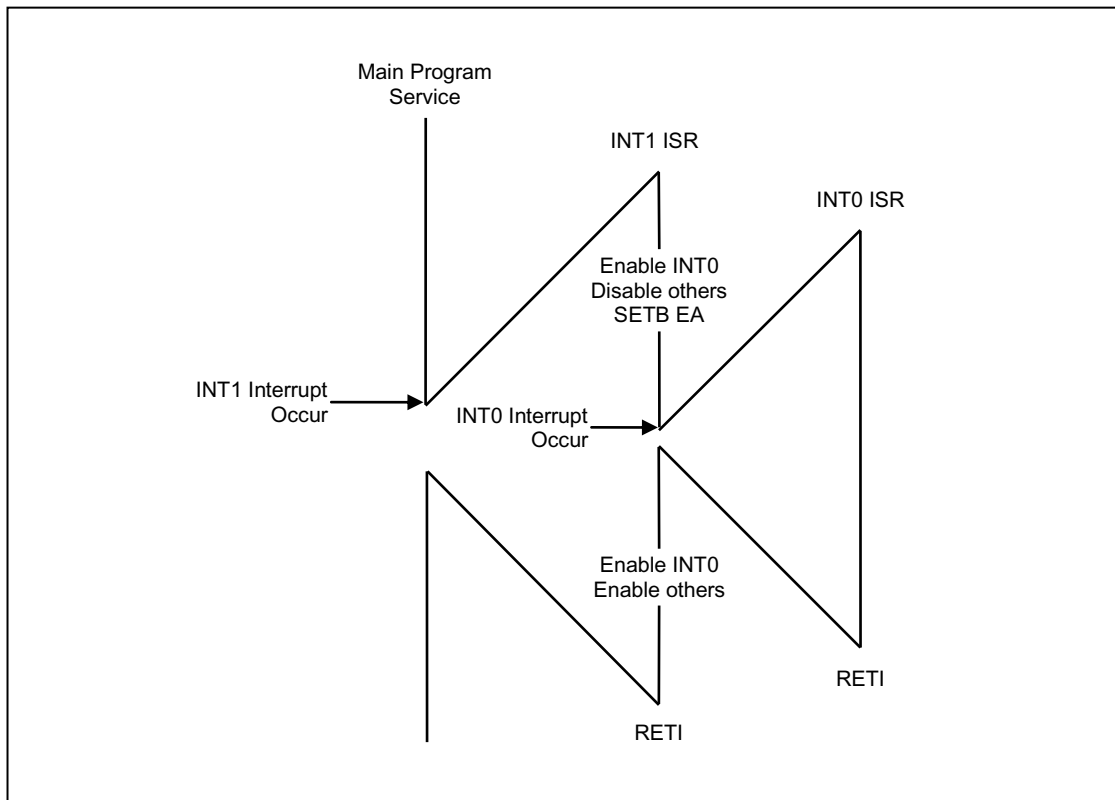 Main Program
Service
INT1 ISR
INT0 ISR
Enable INT0
Disable others
SETB EA
INT1 Interrupt
Occur
INT0 Interrupt
Occur
Enable INT0
Enable others
RETI
RETI